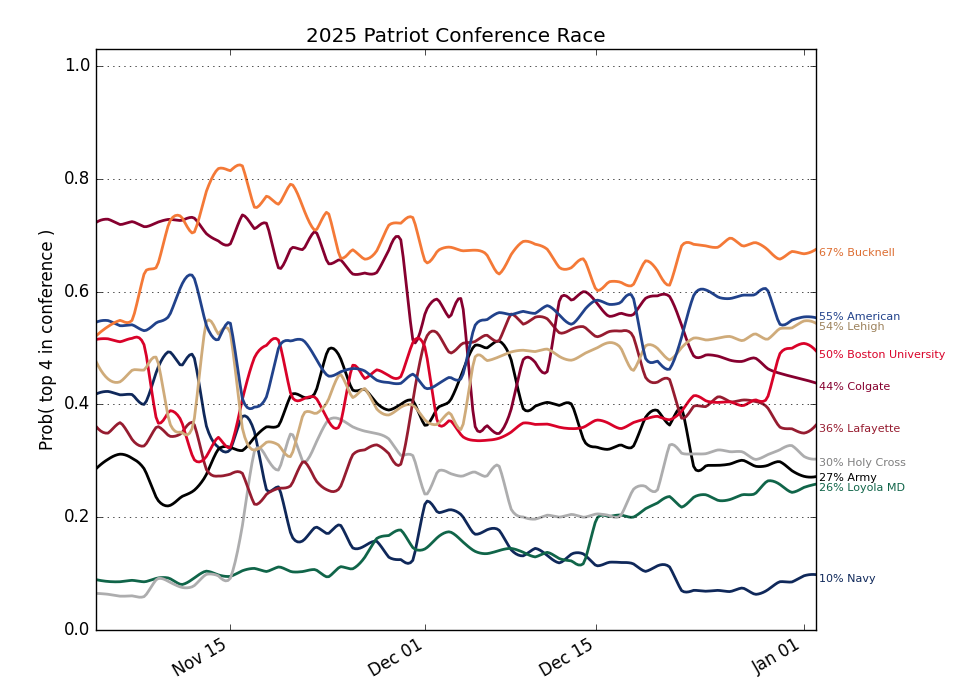 2025 Patriot Conference Race
Prob( top 4 in conference )
1.0
0.8
0.6
0.4
0.2
0.0
Nov 15
Dec 01
Dec 15
Jan 01
67% Bucknell
55% American
54% Lehigh
50% Boston University
44% Colgate
36% Lafayette
30% Holy Cross
27% Army
26% Loyola MD
10% Navy